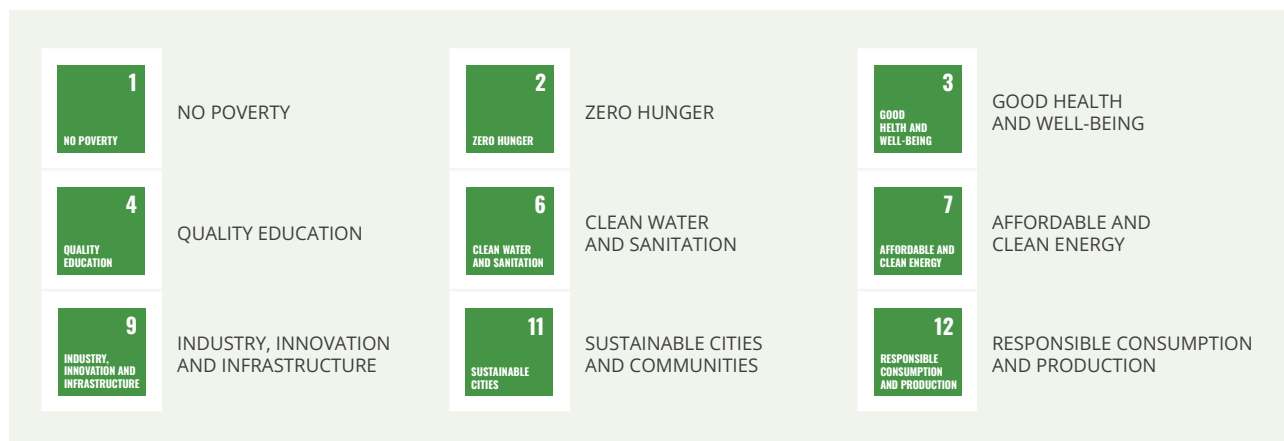 1
NO POVERTY
NO POVERTY
2
ZERO HUNGER
ZERO HUNGER
3
GOOD
HELTH AND
WELL-BEING
GOOD HEALTH
AND WELL-BEING
4
QUALITY
EDUCATION
QUALITY EDUCATION
6
CLEAN WATER
AND SANITATION
CLEAN WATER
AND SANITATION
7
AFFORDABLE AND
CLEAN ENERGY
AFFORDABLE AND
CLEAN ENERGY
9
INDUSTRY,
INNOVATION AND
INFRASTRUCTURE
INDUSTRY, INNOVATION
AND INFRASTRUCTURE
11
SUSTAINABLE
CITIES
SUSTAINABLE CITIES
AND COMMUNITIES
12
RESPONSIBLE
CONSUMPTION
AND PRODUCTION
RESPONSIBLE CONSUMPTION
AND PRODUCTION